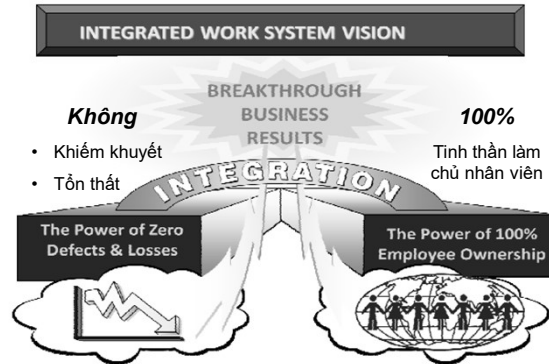 INTEGRATED WORK SYSTEM VISION
BREAKTHROUGH
BUSINESS
RESULTS
Không
• Khiếm khuyết
• Tổn thất
100%
Tinh thần làm
chủ nhân viên
INTEGRATION
The Power of Zero
Defects & Losses
The Power of 100%
Employee Ownership